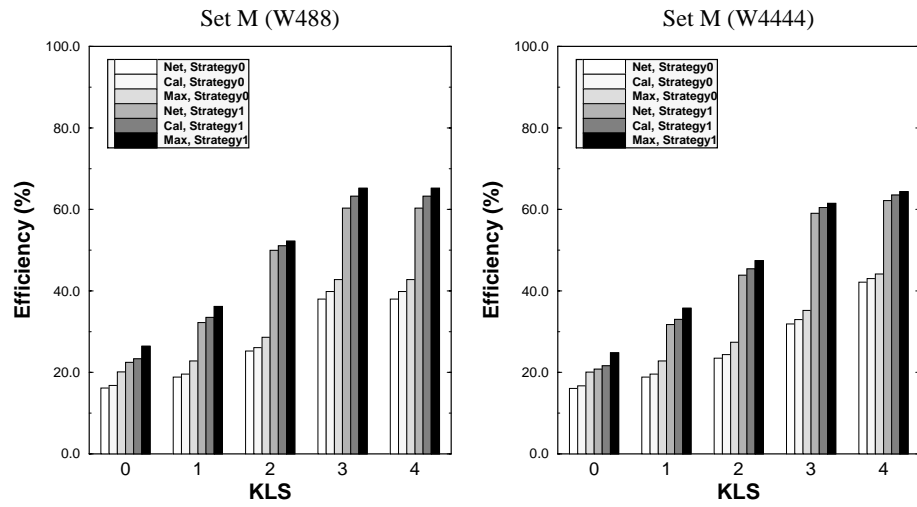 Set M (W488)
100.0
80.0
60.0
40.0
20.0
0.0
Efficiency (%)
Net, Strategy0
Cal, Strategy0
Max, Strategy0
Net, Strategy1
Cal, Strategy1
Max, Strategy1
0 1 2 3 4
KLS
Set M (W4444)
100.0
80.0
60.0
40.0
20.0
0.0
Efficiency (%)
Net, Strategy0
Cal, Strategy0
Max, Strategy0
Net, Strategy1
Cal, Strategy1
Max, Strategy1
0 1 2 3 4
KLS